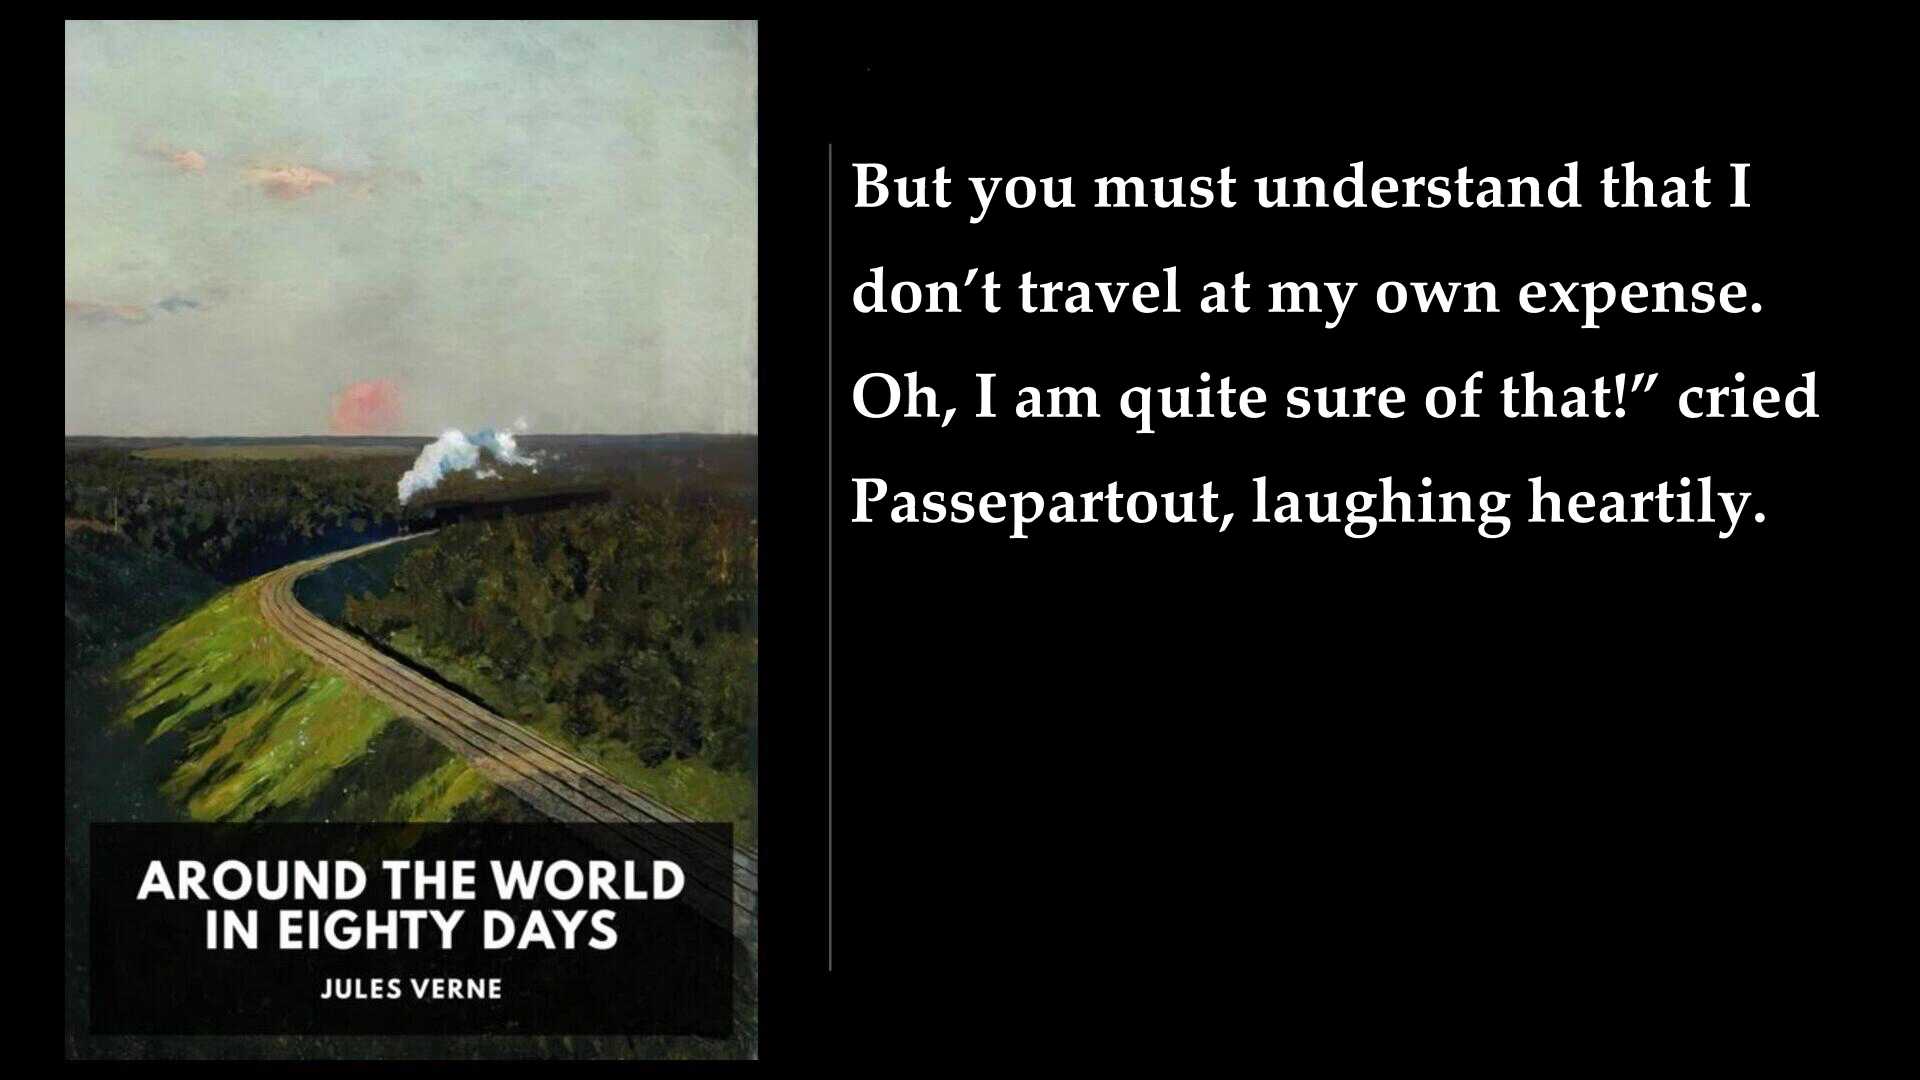 But you must understand that I
don’t travel at my own expense.
Oh, I am quite sure of that!” cried
Passepartout, laughing heartily.
AROUND THE WORLD
IN EIGHTY DAYS
JULES VERNE